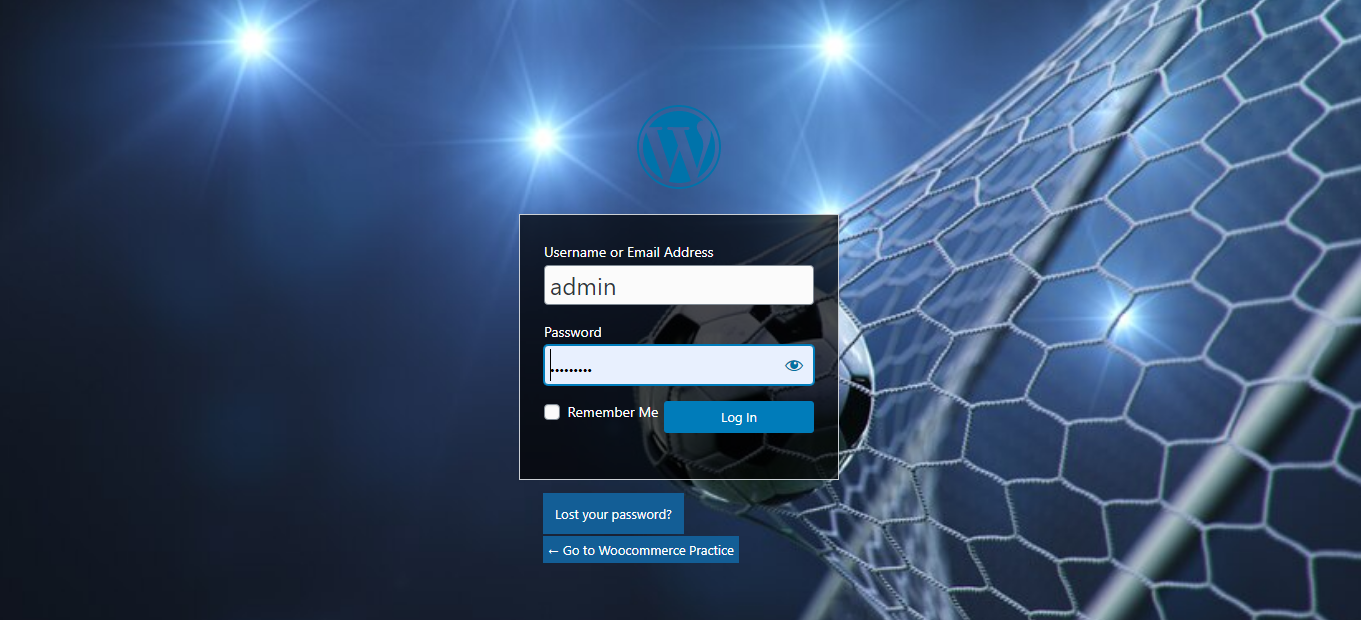 Username or Email Address
admin
Password
•••••••••
Remember Me
Log In
Lost your password?
← Go to Woocommerce Practice